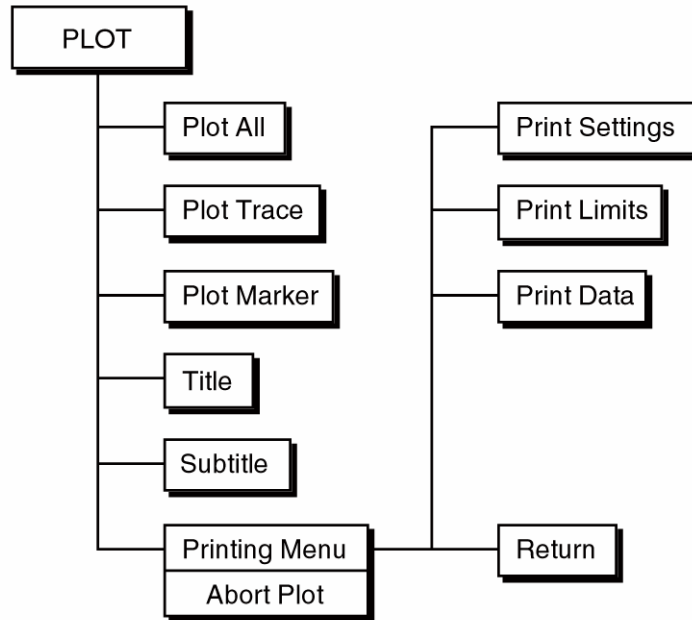 PLOT
Plot All
Plot Trace
Plot Marker
Title
Subtitle
Printing Menu
Abort Plot
Print Settings
Print Limits
Print Data
Return